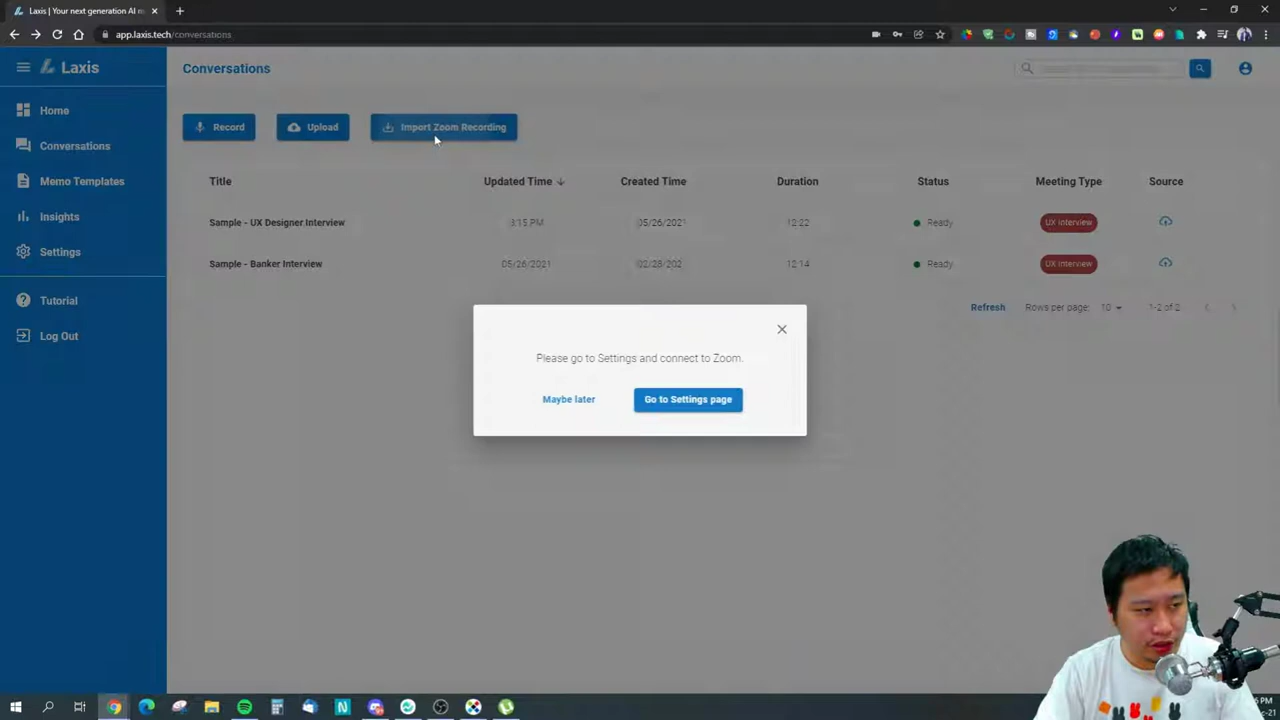 Laxis | Your next generation AI m
app.laxis.tech/conversations
Laxis
Conversations
Home
Conversations
Memo Templates
Insights
Settings
Tutorial
Log Out
Record
Upload
Import Zoom Recording
Title Updated Time Created Time Duration Status Meeting Type Source
Sample - UX Designer Interview 3:15 PM 05/26/2021 12:22 Ready UX Interview
Sample - Banker Interview 05/26/2021 02/28/202 12:14 Ready UX Interview
Refresh Rows per page: 10 1-2 of 2
Please go to Settings and connect to Zoom.
Maybe later
Go to Settings page